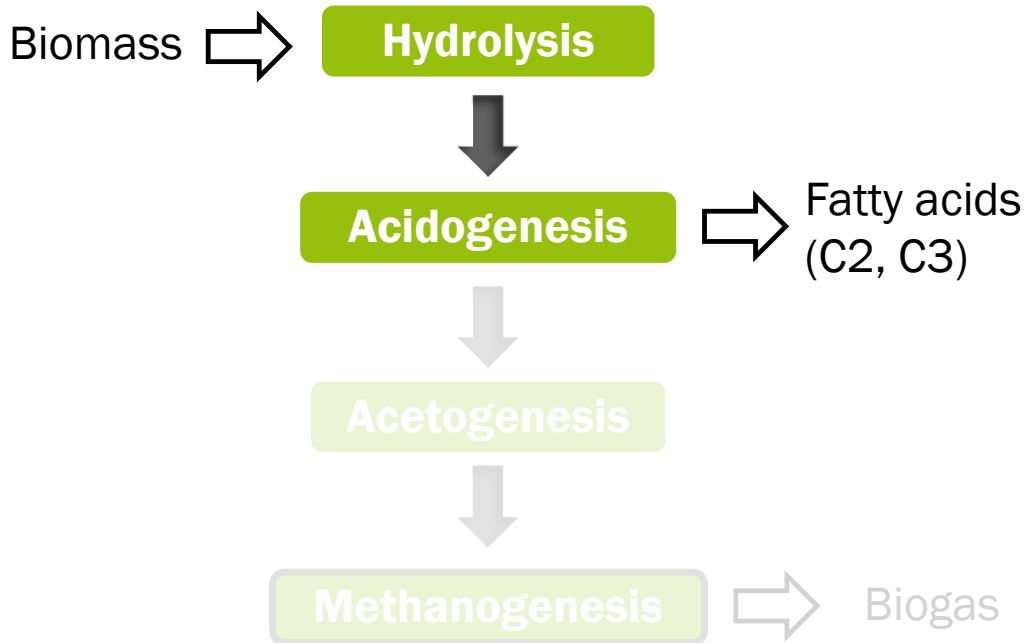 Biomass
Hydrolysis
Acidogenesis
Fatty acids
(C2, C3)
Acetogenesis
Methanogenesis
Biogas